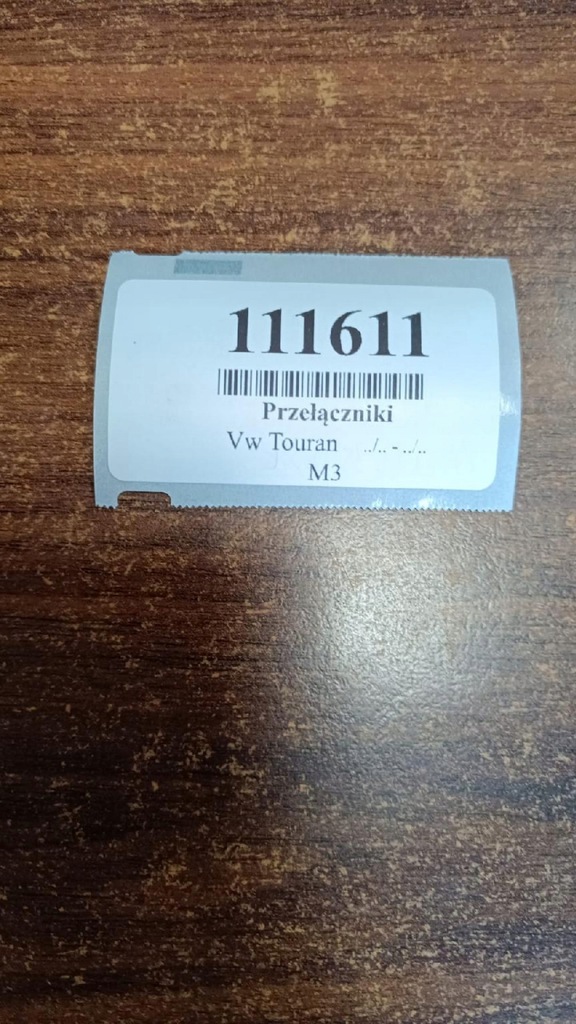 111611
Przełączniki
Vw Touran ../.. - ../..
M3